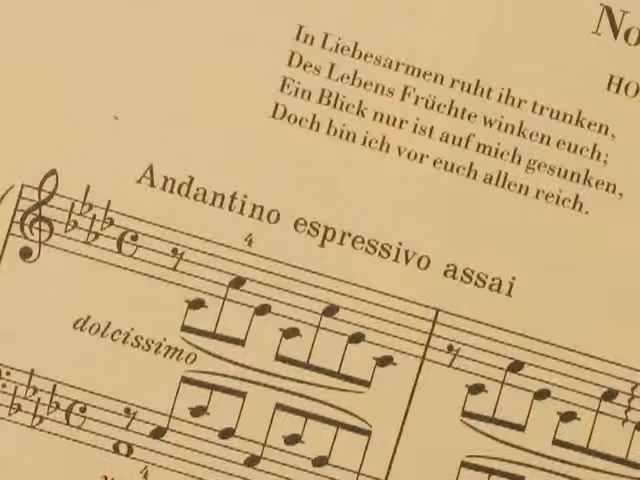 No
HO
In Liebesarmen ruht ihr trunken,
Des Lebens Früchte winken euch;
Ein Blick nur ist auf mich gesunken,
Doch bin ich vor euch allen reich.
Andantino espressivo assai
4
dolcissimo
4